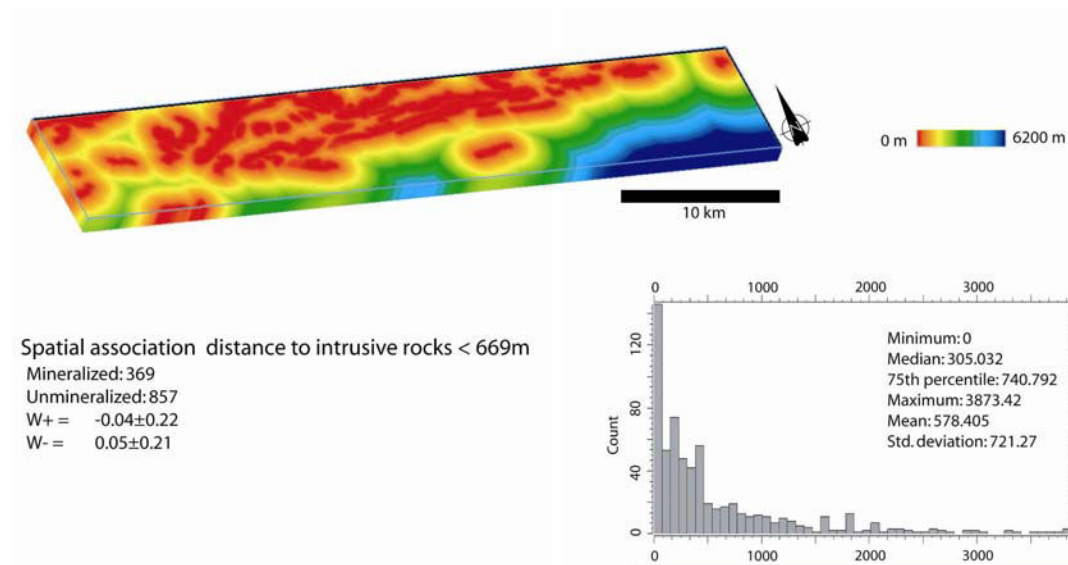 0 m
6200 m
10 km
Spatial association distance to intrusive rocks < 669m
Mineralized: 369
Unmineralized: 857
W+ = -0.04±0.22
W- = 0.05±0.21
0 1000 2000 3000
Minimum: 0
Median: 305.032
75th percentile: 740.792
Maximum: 3873.42
Mean: 578.405
Std. deviation: 721.27
Count
120
80
40
0
0 1000 2000 3000